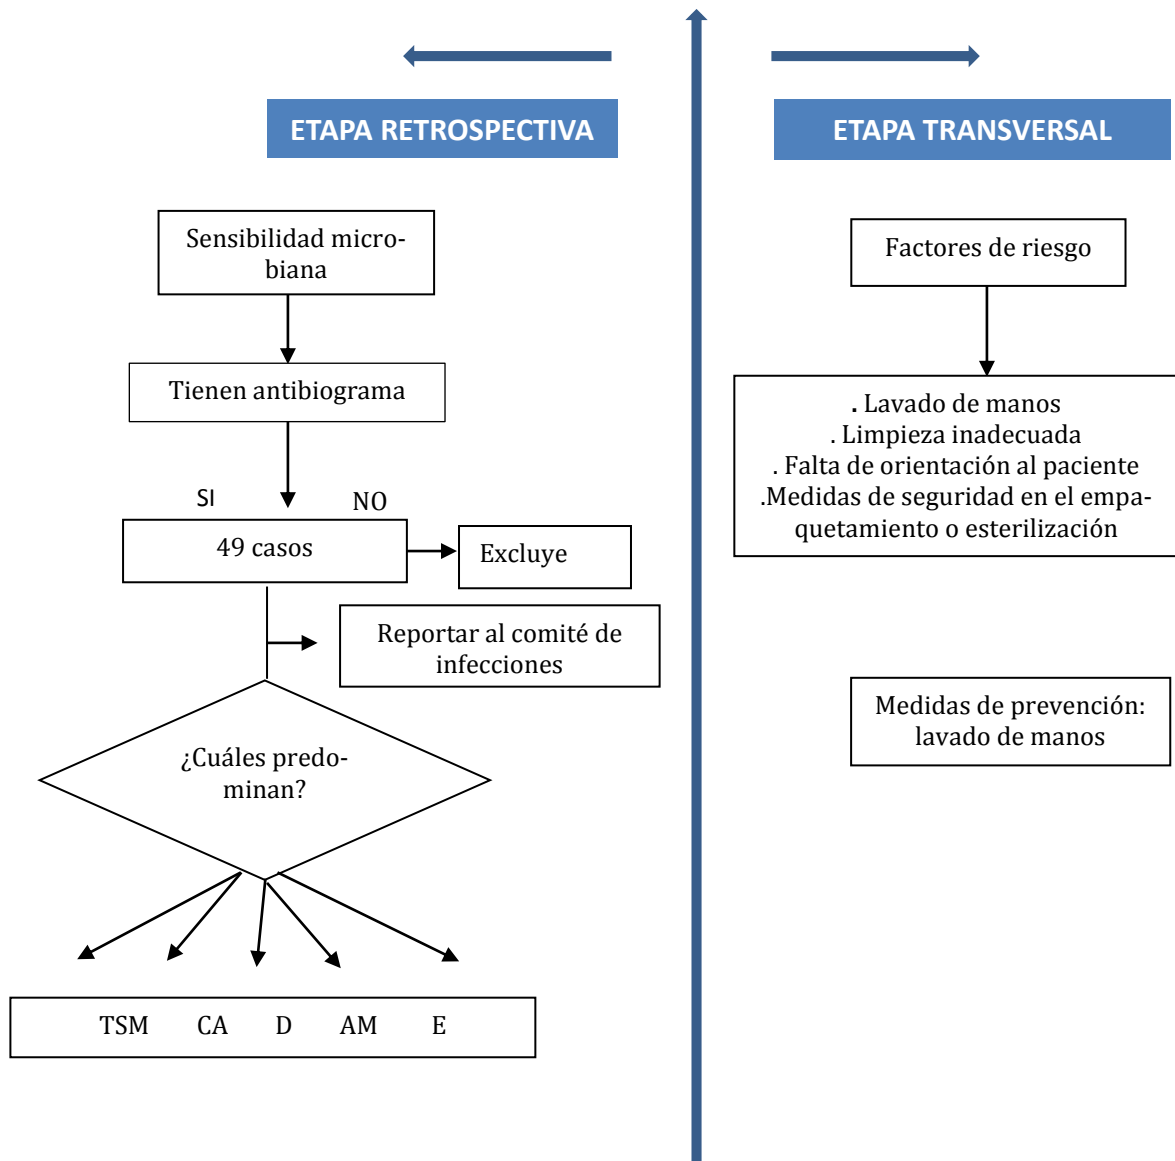 ETAPA RETROSPECTIVA
ETAPA TRANSVERSAL
Sensibilidad micro-
biana
Tienen antibiograma
SI
NO
49 casos
Excluye
Reportar al comité de
infecciones
¿Cuáles predo-
minan?
TSM CA D AM E
Factores de riesgo
. Lavado de manos
. Limpieza inadecuada
. Falta de orientación al paciente
.Medidas de seguridad en el empa-
quetamiento o esterilización
Medidas de prevención:
lavado de manos